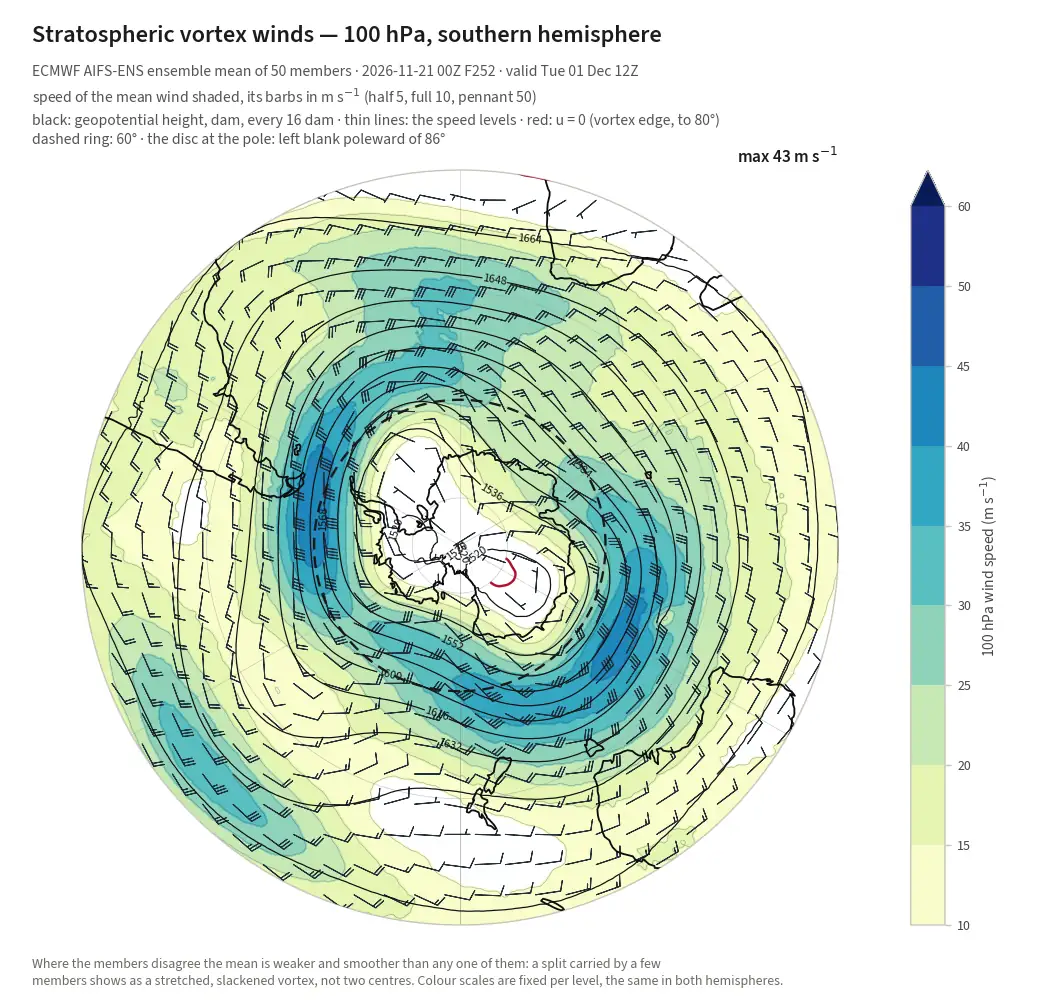 Stratospheric vortex winds — 100 hPa, southern hemisphere
ECMWF AIFS-ENS ensemble mean of 50 members · 2026-11-21 00Z F252 · valid Tue 01 Dec 12Z
speed of the mean wind shaded, its barbs in m s⁻¹ (half 5, full 10, pennant 50)
black: geopotential height, dam, every 16 dam · thin lines: the speed levels · red: u = 0 (vortex edge, to 80°)
dashed ring: 60° · the disc at the pole: left blank poleward of 86°
max 43 m s⁻¹
60
50
45
40
35
30
25
20
15
10
100 hPa wind speed (m s⁻¹)
1664
1648
1536
1568
1520
1552
1600
1616
1632
Where the members disagree the mean is weaker and smoother than any one of them: a split carried by a few
members shows as a stretched, slackened vortex, not two centres. Colour scales are fixed per level, the same in both hemispheres.